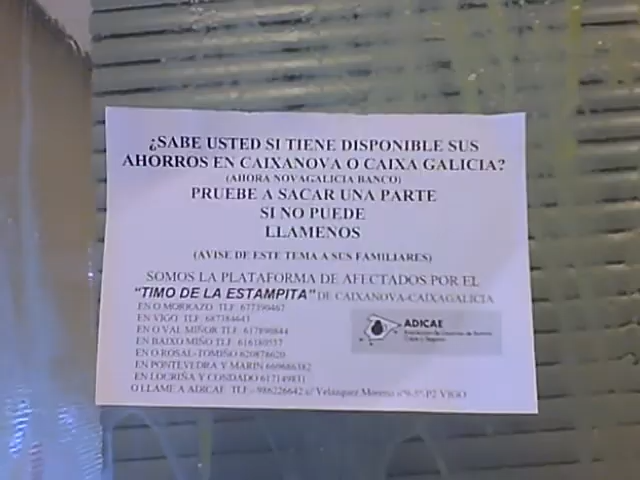 ¿SABE USTED SI TIENE DISPONIBLE SUS
AHORROS EN CAIXANOVA O CAIXA GALICIA?
(AHORA NOVAGALICIA BANCO)
PRUEBE A SACAR UNA PARTE
SI NO PUEDE
LLAMENOS
(AVISE DE ESTE TEMA A SUS FAMILIARES)
SOMOS LA PLATAFORMA DE AFECTADOS POR EL
"TIMO DE LA ESTAMPITA" DE CAIXANOVA-CAIXAGALICIA
EN O MORRAZO TLF 677399467
EN VIGO TLF 687384643
EN O VAL MIÑOR TLF 617890844
EN BAIXO MIÑO TLF 616180557
EN O ROSAL-TOMIÑO 620878620
EN PONTEVEDRA Y MARIN 669686382
EN LOURIÑA Y CONDADO 617149831
O LLAME A ADICAE TLF - 986226642 c/ Velazquez Moreno nº9-5º P2 VIGO
ADICAE